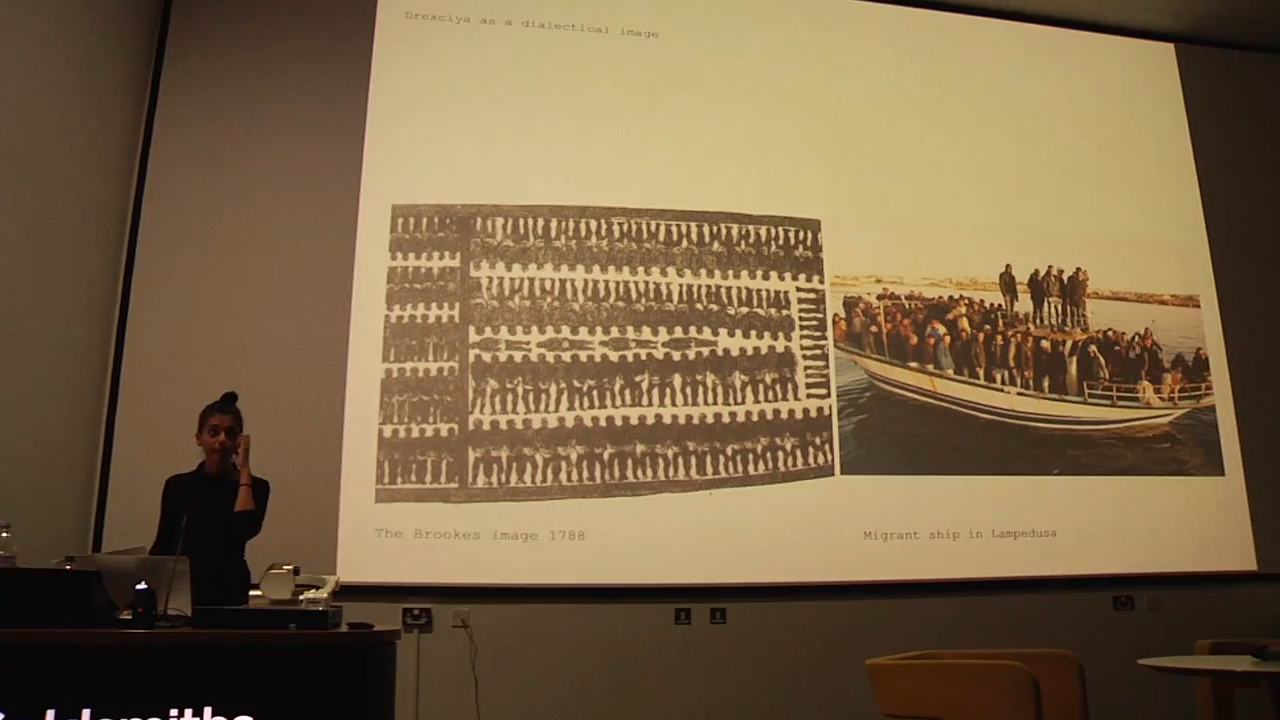 Drexciya as a dialectical image
The Brookes image 1788
Migrant ship in Lampedusa